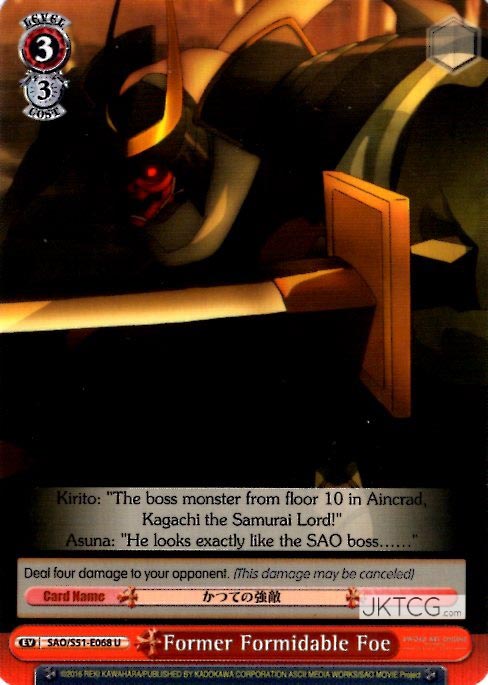 LEVEL
3
3
COST
Kirito: "The boss monster from floor 10 in Aincrad,
Kagachi the Samurai Lord!"
Asuna: "He looks exactly like the SAO boss......"
Deal four damage to your opponent. (This damage may be canceled)
Card Name かつての強敵
JKTCG.com
EV SAO/S51-E068 U Former Formidable Foe
©2016 REKI KAWAHARA/PUBLISHED BY KADOKAWA CORPORATION ASCII MEDIA WORKS/SAO MOVIE Project